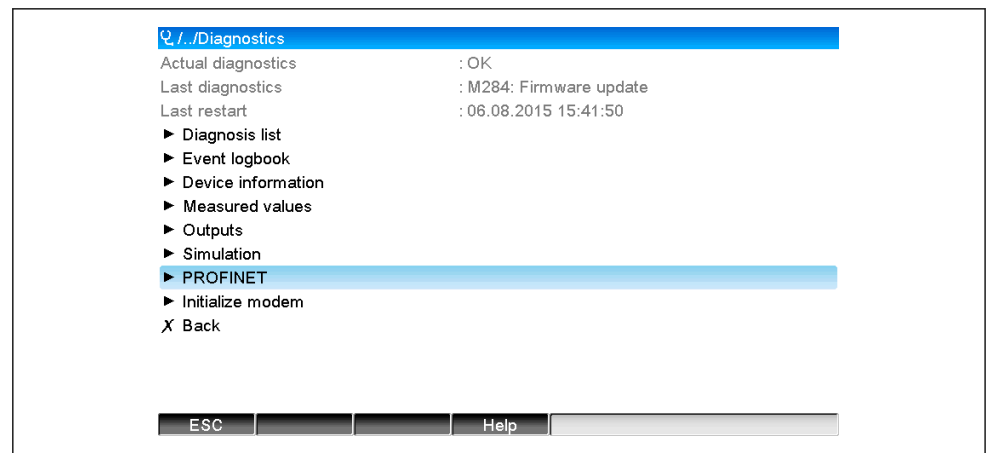 /../Diagnostics
Actual diagnostics : OK
Last diagnostics : M284: Firmware update
Last restart : 06.08.2015 15:41:50
► Diagnosis list
► Event logbook
► Device information
► Measured values
► Outputs
► Simulation
► PROFINET
► Initialize modem
X Back
ESC Help